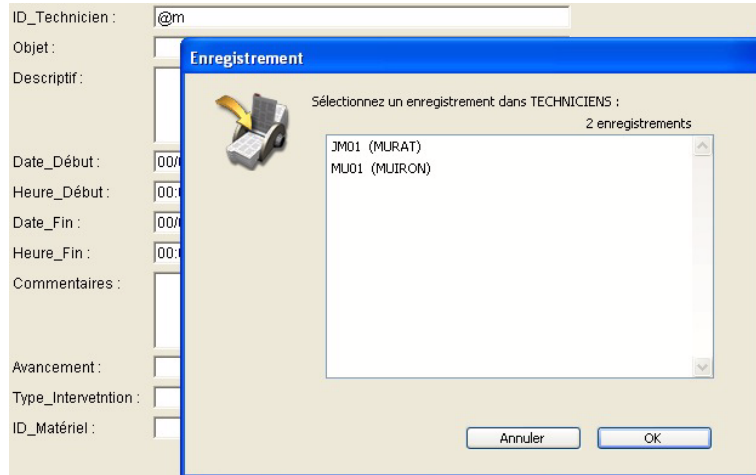 ID_Technicien : @m
Objet :
Enregistrement
Descriptif :
Sélectionnez un enregistrement dans TECHNICIENS :
2 enregistrements
JM01 (MURAT)
MU01 (MUIRON)
Date_Début : 00/
Heure_Début : 00:
Date_Fin : 00/
Heure_Fin : 00:
Commentaires :
Avancement :
Type_Intervetntion :
ID_Matériel :
Annuler OK